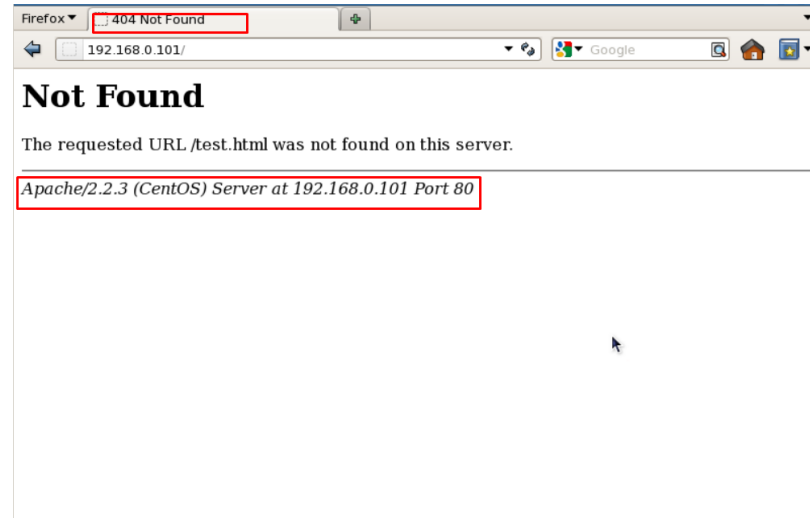 Firefox
404 Not Found
192.168.0.101/
Google
Not Found
The requested URL /test.html was not found on this server.
Apache/2.2.3 (CentOS) Server at 192.168.0.101 Port 80